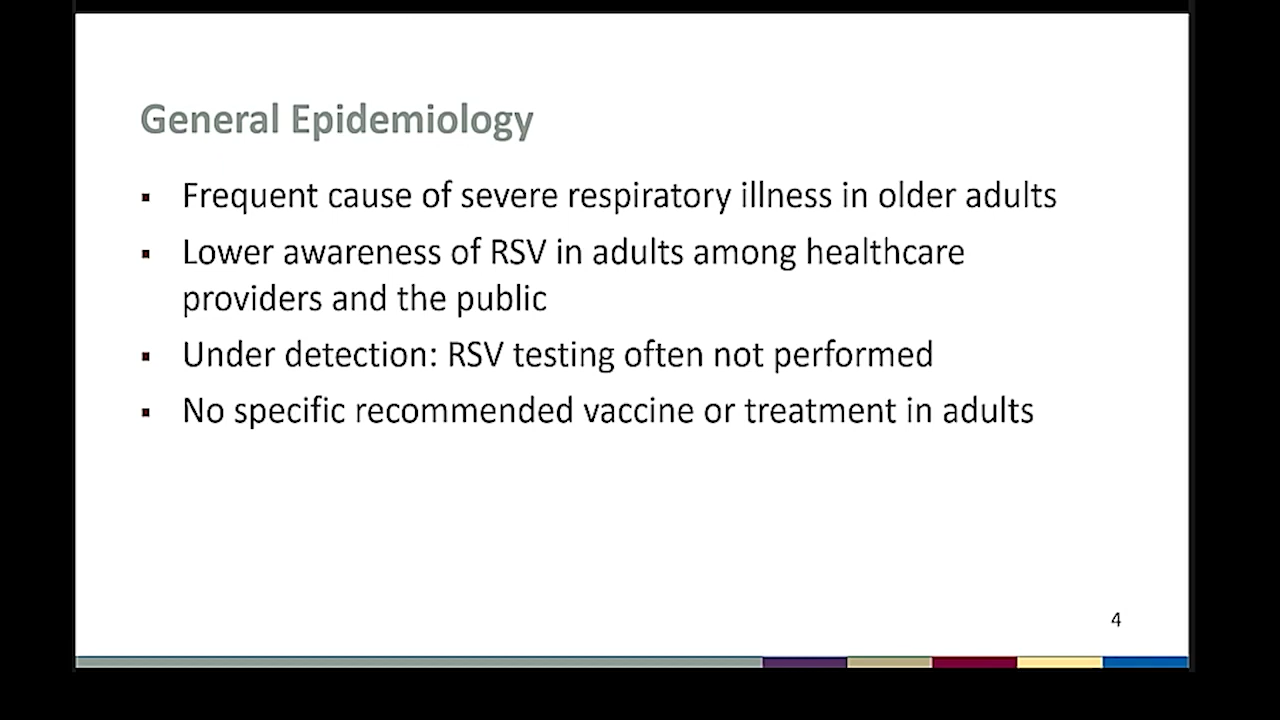 General Epidemiology
▪ Frequent cause of severe respiratory illness in older adults
▪ Lower awareness of RSV in adults among healthcare
providers and the public
▪ Under detection: RSV testing often not performed
▪ No specific recommended vaccine or treatment in adults
4